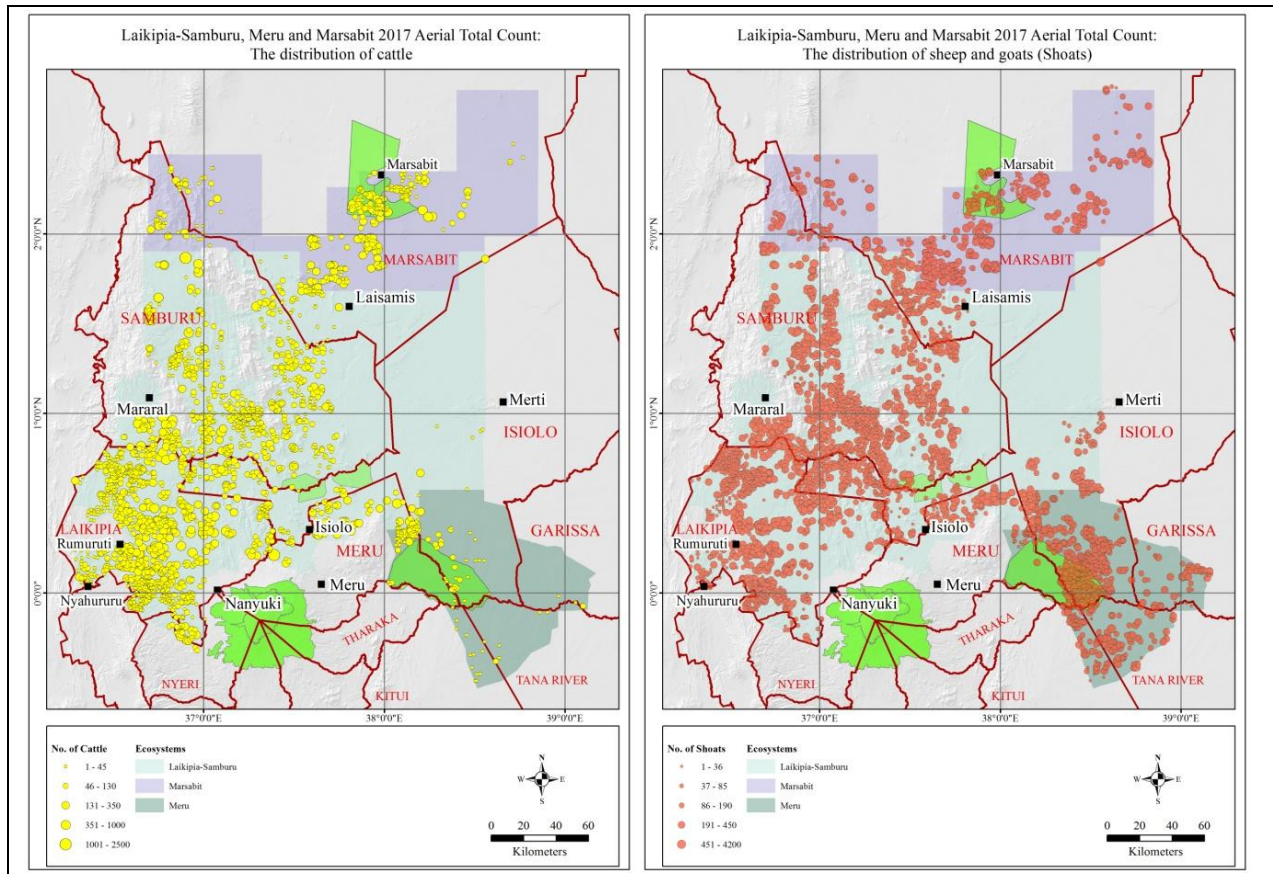 Laikipia-Samburu, Meru and Marsabit 2017 Aerial Total Count:
The distribution of cattle
Marsabit
2°0'0"N
MARSABIT
Laisamis
SAMBURU
Mararal
Merti
1°0'0"N
ISIOLO
Isiolo
GARISSA
LAIKIPIA
Rumuruti
MERU
Nyahururu
Meru
0°0'0"
Nanyuki
THARAKA
NYERI
KITUI
TANA RIVER
37°0'0"E
38°0'0"E
39°0'0"E
No. of Cattle
1 - 45
46 - 130
131 - 350
351 - 1000
1001 - 2500
Ecosystems
Laikipia-Samburu
Marsabit
Meru
N
W
E
S
0 20 40 60
Kilometers
Laikipia-Samburu, Meru and Marsabit 2017 Aerial Total Count:
The distribution of sheep and goats (Shoats)
Marsabit
2°0'0"N
MARSABIT
Laisamis
SAMBURU
Mararal
Merti
1°0'0"N
ISIOLO
Isiolo
GARISSA
LAIKIPIA
Rumuruti
MERU
Nyahururu
Meru
0°0'0"
Nanyuki
THARAKA
NYERI
KITUI
TANA RIVER
37°0'0"E
38°0'0"E
39°0'0"E
No. of Shoats
1 - 36
37 - 85
86 - 190
191 - 450
451 - 4200
Ecosystems
Laikipia-Samburu
Marsabit
Meru
N
W
E
S
0 20 40 60
Kilometers